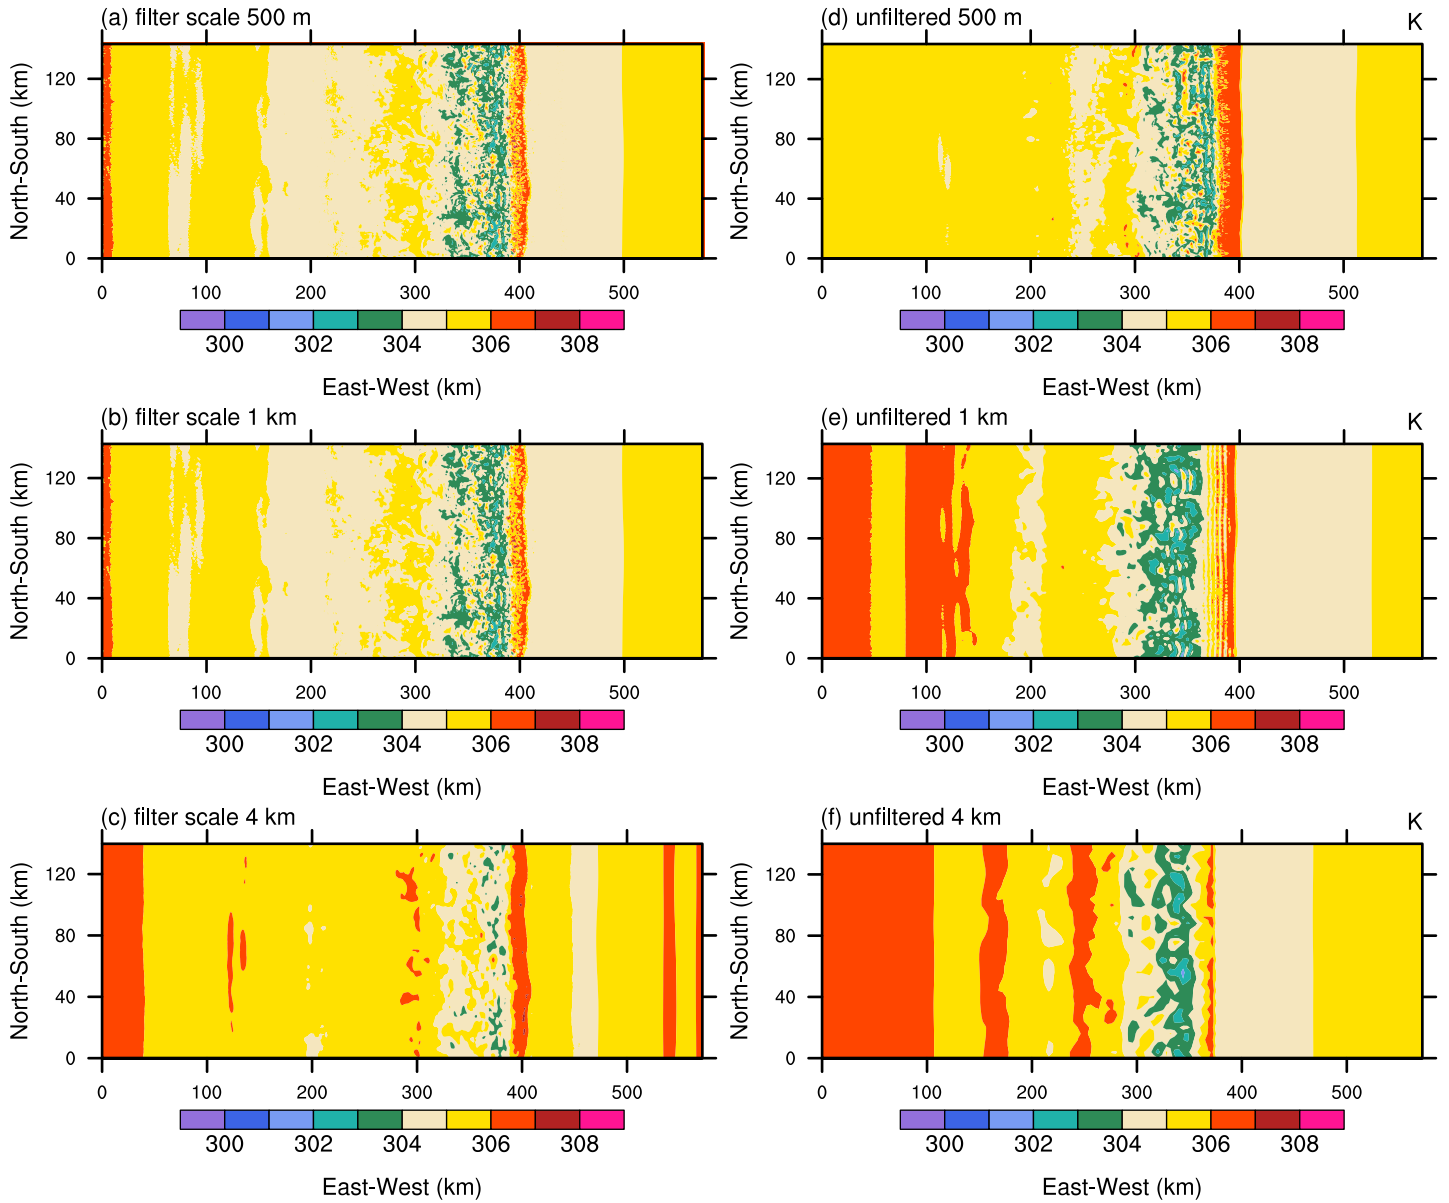 (a) filter scale 500 m
North-South (km)
120
80
40
0
0 100 200 300 400 500
300 302 304 306 308
East-West (km)
(d) unfiltered 500 m K
North-South (km)
120
80
40
0
0 100 200 300 400 500
300 302 304 306 308
East-West (km)
(b) filter scale 1 km
North-South (km)
120
80
40
0
0 100 200 300 400 500
300 302 304 306 308
East-West (km)
(e) unfiltered 1 km K
North-South (km)
120
80
40
0
0 100 200 300 400 500
300 302 304 306 308
East-West (km)
(c) filter scale 4 km
North-South (km)
120
80
40
0
0 100 200 300 400 500
300 302 304 306 308
East-West (km)
(f) unfiltered 4 km K
North-South (km)
120
80
40
0
0 100 200 300 400 500
300 302 304 306 308
East-West (km)